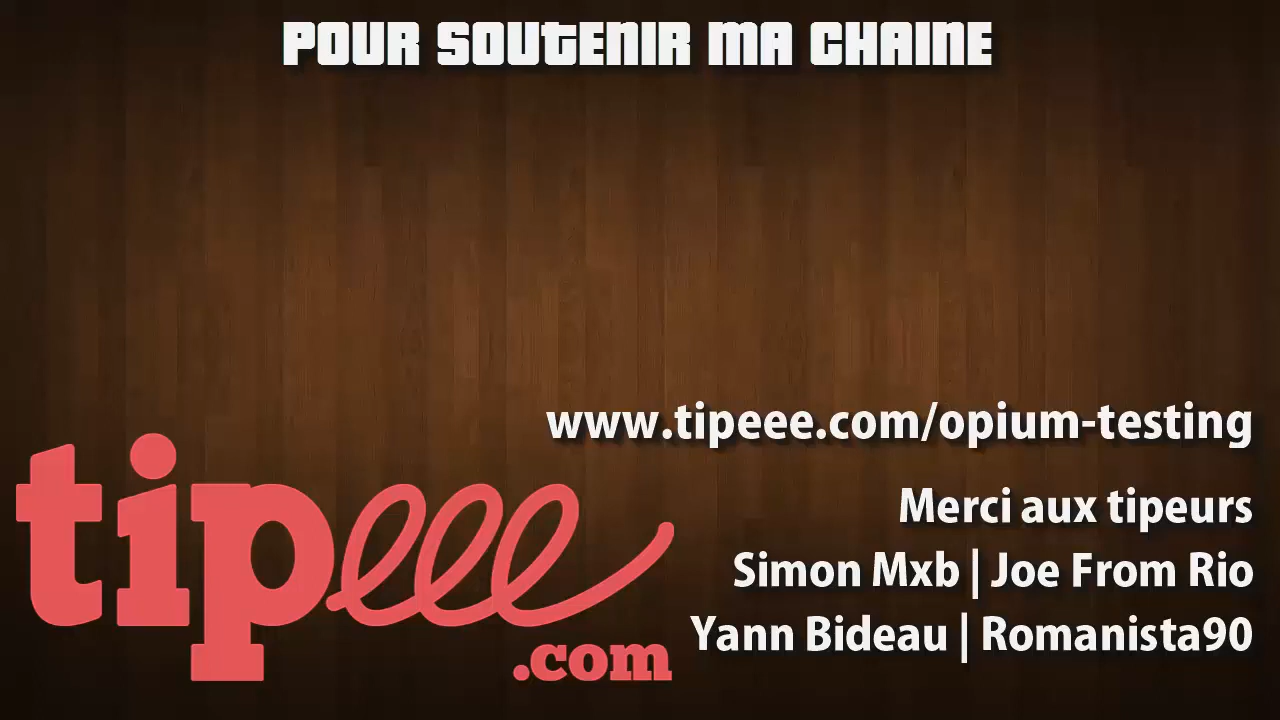 POUR SOUTENIR MA CHAINE
www.tipeee.com/opium-testing
Merci aux tipeurs
Simon Mxb | Joe From Rio
Yann Bideau | Romanista90
tipeee
.com